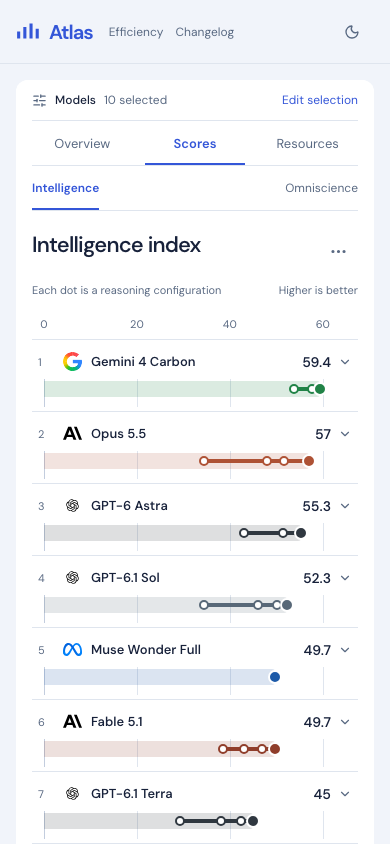 Atlas Efficiency Changelog
Models 10 selected Edit selection
Overview Scores Resources
Intelligence Omniscience
Intelligence index ...
Each dot is a reasoning configuration Higher is better
0 20 40 60
1 Gemini 4 Carbon 59.4
2 Opus 5.5 57
3 GPT-6 Astra 55.3
4 GPT-6.1 Sol 52.3
5 Muse Wonder Full 49.7
6 Fable 5.1 49.7
7 GPT-6.1 Terra 45